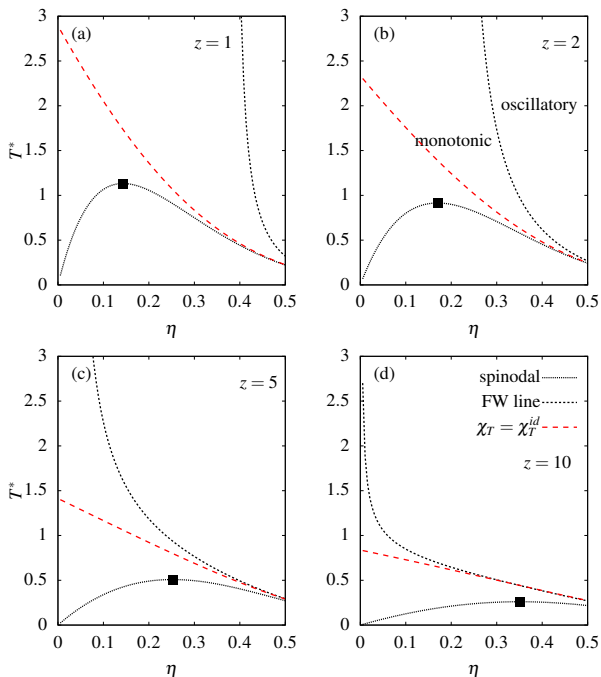 (a)
z = 1
3
2.5
2
1.5
1
0.5
0
T*
0 0.1 0.2 0.3 0.4 0.5
η
(b)
z = 2
oscillatory
monotonic
3
2.5
2
1.5
1
0.5
0
0 0.1 0.2 0.3 0.4 0.5
η
(c)
z = 5
3
2.5
2
1.5
1
0.5
0
T*
0 0.1 0.2 0.3 0.4 0.5
η
(d)
spinodal
FW line
χ_T = χ_T^{id}
z = 10
3
2.5
2
1.5
1
0.5
0
0 0.1 0.2 0.3 0.4 0.5
η